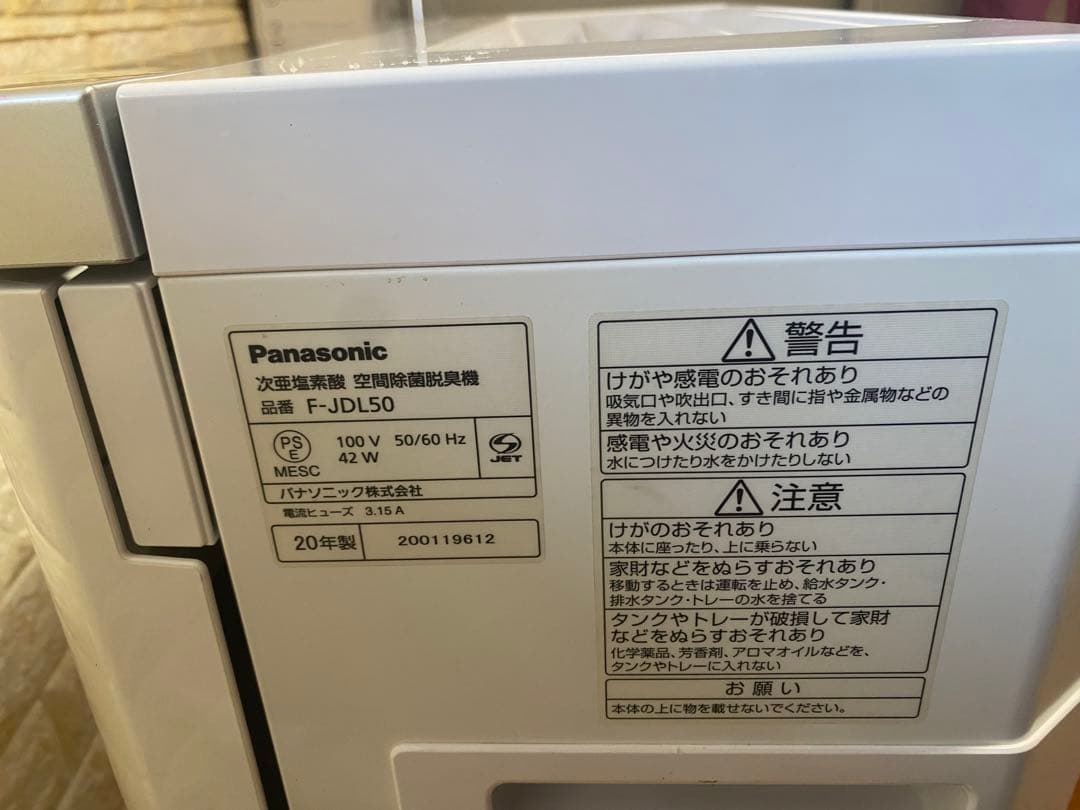 Panasonic
次亜塩素酸 空間除菌脱臭機
品番 F-JDL50
PS
E
MESC
100 V 50/60 Hz
42 W
JET
パナソニック株式会社
電流ヒューズ 3.15 A
20年製 200119612
警告
けがや感電のおそれあり
吸気口や吹出口、すき間に指や金属物などの
異物を入れない
感電や火災のおそれあり
水につけたり水をかけたりしない
注意
けがのおそれあり
本体に座ったり、上に乗らない
家財などをぬらすおそれあり
移動するときは運転を止め、給水タンク・
排水タンク・トレーの水を捨てる
タンクやトレーが破損して家財
などをぬらすおそれあり
化学薬品、芳香剤、アロマオイルなどを、
タンクやトレーに入れない
お願い
本体の上に物を載せないでください。